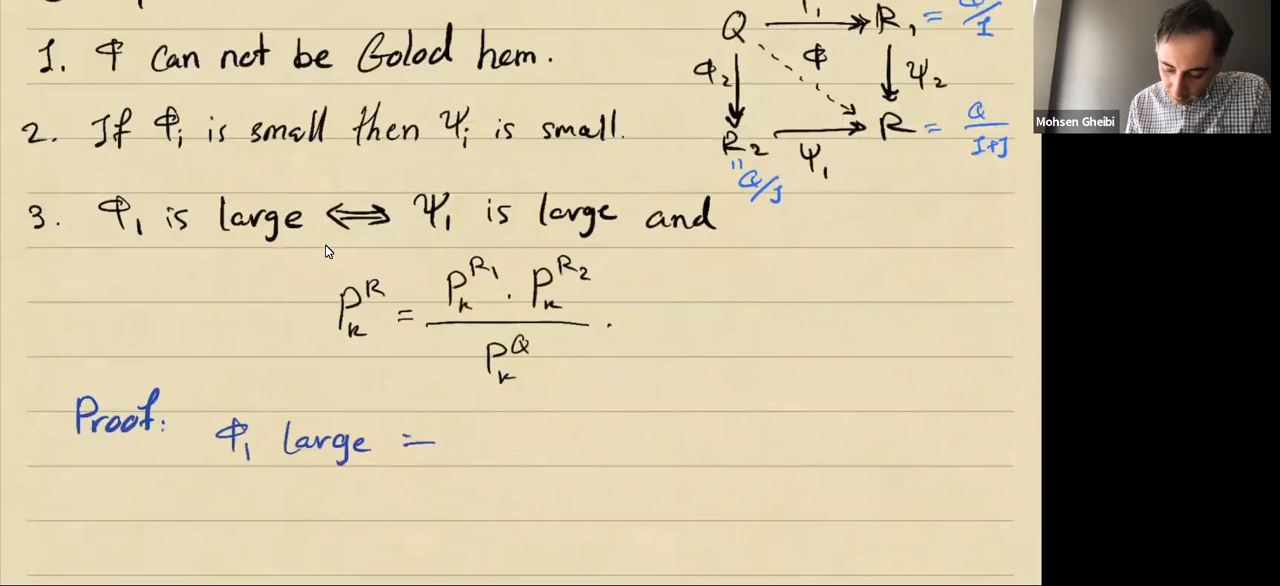 Q → R₁ = Q/I
1. Φ Can not be Golod hom.
Φ₂ Φ Ψ₂
2. If Φᵢ is small then Ψᵢ is small.
R₂ → R = Q/I+J
Ψ₁
" Q/J
Mohsen Gheibi
3. Φ₁ is large ⟺ Ψ₁ is large and
P_k^R = P_k^{R₁} . P_k^{R₂} / P_k^Q .
Proof: Φ₁ large =